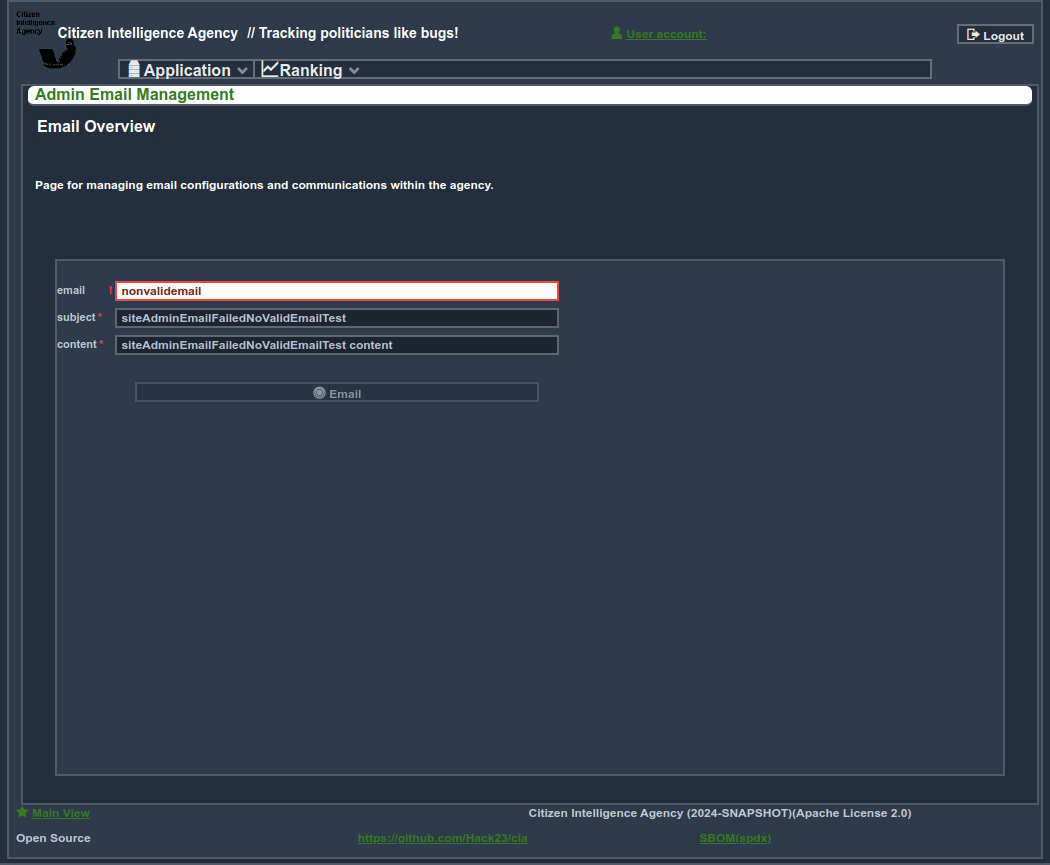 Citizen
Intelligence
Agency
Citizen Intelligence Agency // Tracking politicians like bugs!
User account:
Logout
Application
Ranking
Admin Email Management
Email Overview
Page for managing email configurations and communications within the agency.
email ! nonvalidemail
subject * siteAdminEmailFailedNoValidEmailTest
content * siteAdminEmailFailedNoValidEmailTest content
Email
Main View
Citizen Intelligence Agency (2024-SNAPSHOT)(Apache License 2.0)
Open Source
https://github.com/Hack23/cia
SBOM(spdx)